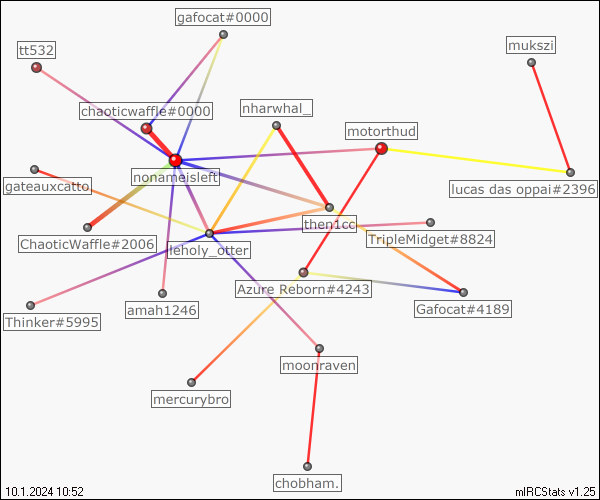 gafocat#0000
mukszi
tt532
chaoticwaffle#0000
nharwhal_
motorthud
nonameisleft
gateauxcatto
lucas das oppai#2396
then1cc
ChaoticWaffle#2006
leholy_otter
TripleMidget#8824
Azure Reborn#4243
Gafocat#4189
amah1246
Thinker#5995
moonraven
mercurybro
chobham.
10.1.2024 10:52
mIRCStats v1.25